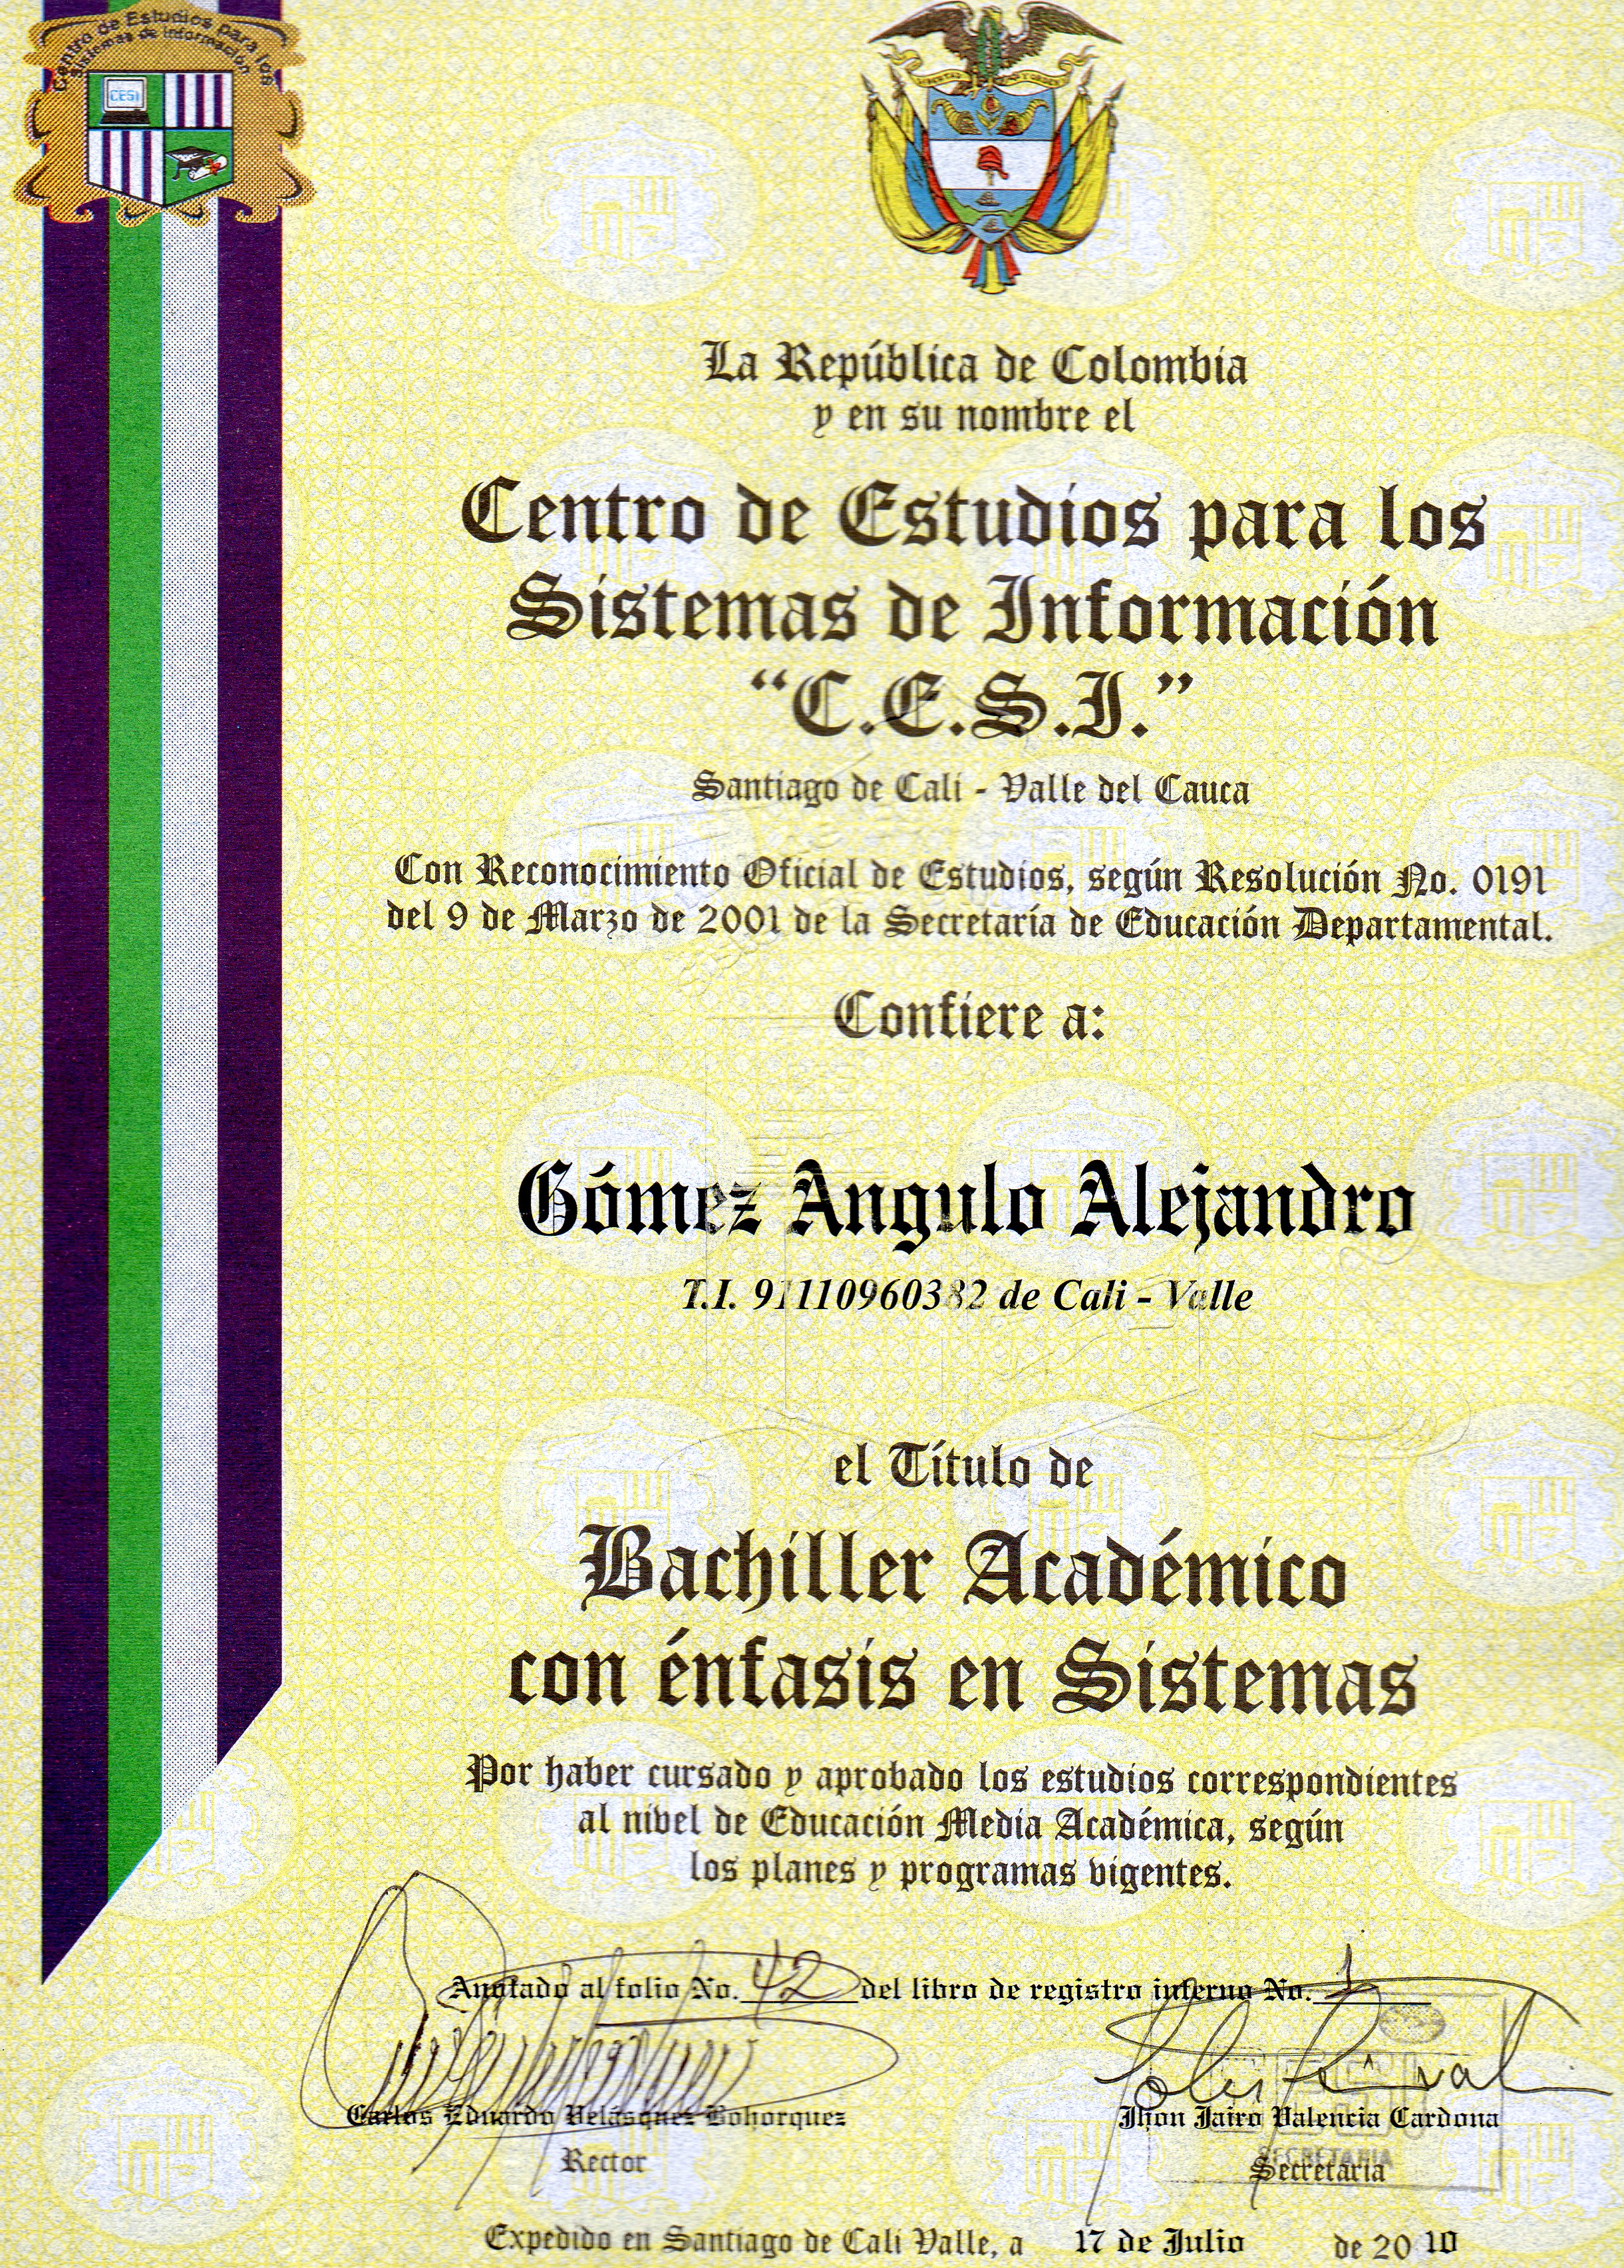 Centro de Estudios para los
Sistemas de Información
CESI
LIBERTAD Y ORDEN
La República de Colombia
y en su nombre el
Centro de Estudios para los
Sistemas de Información
“C.E.S.I.”
Santiago de Cali - Valle del Cauca
Con Reconocimiento Oficial de Estudios, según Resolución No. 0191
del 9 de Marzo de 2001 de la Secretaría de Educación Departamental.
Confiere a:
Gómez Angulo Alejandro
T.I. 91110960382 de Cali - Valle
el Título de
Bachiller Académico
con énfasis en Sistemas
Por haber cursado y aprobado los estudios correspondientes
al nivel de Educación Media Académica, según
los planes y programas vigentes.
Anotado al folio No. 42 del libro de registro interno No. 1
Carlos Eduardo Velásquez Bohorquez
Jhon Jairo Valencia Cardona
Rector
SECRETARIA
Secretaria
Expedido en Santiago de Cali Valle, a 17 de Julio de 2010